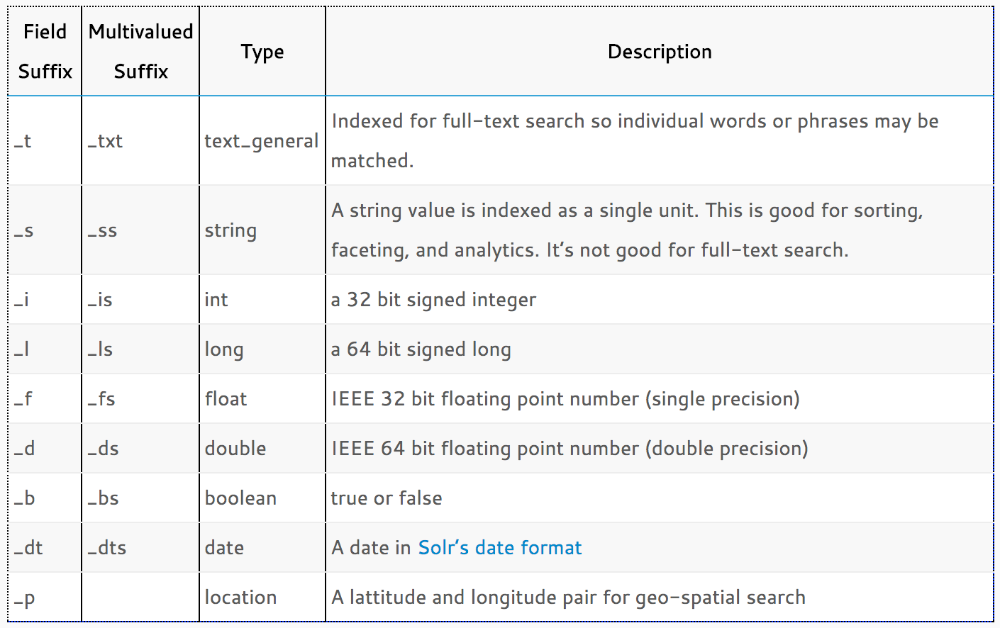 Field Suffix Multivalued Suffix Type Description
_t _txt text_general Indexed for full-text search so individual words or phrases may be
matched.
_s _ss string A string value is indexed as a single unit. This is good for sorting,
faceting, and analytics. It's not good for full-text search.
_i _is int a 32 bit signed integer
_l _ls long a 64 bit signed long
_f _fs float IEEE 32 bit floating point number (single precision)
_d _ds double IEEE 64 bit floating point number (double precision)
_b _bs boolean true or false
_dt _dts date A date in Solr's date format
_p location A lattitude and longitude pair for geo-spatial search